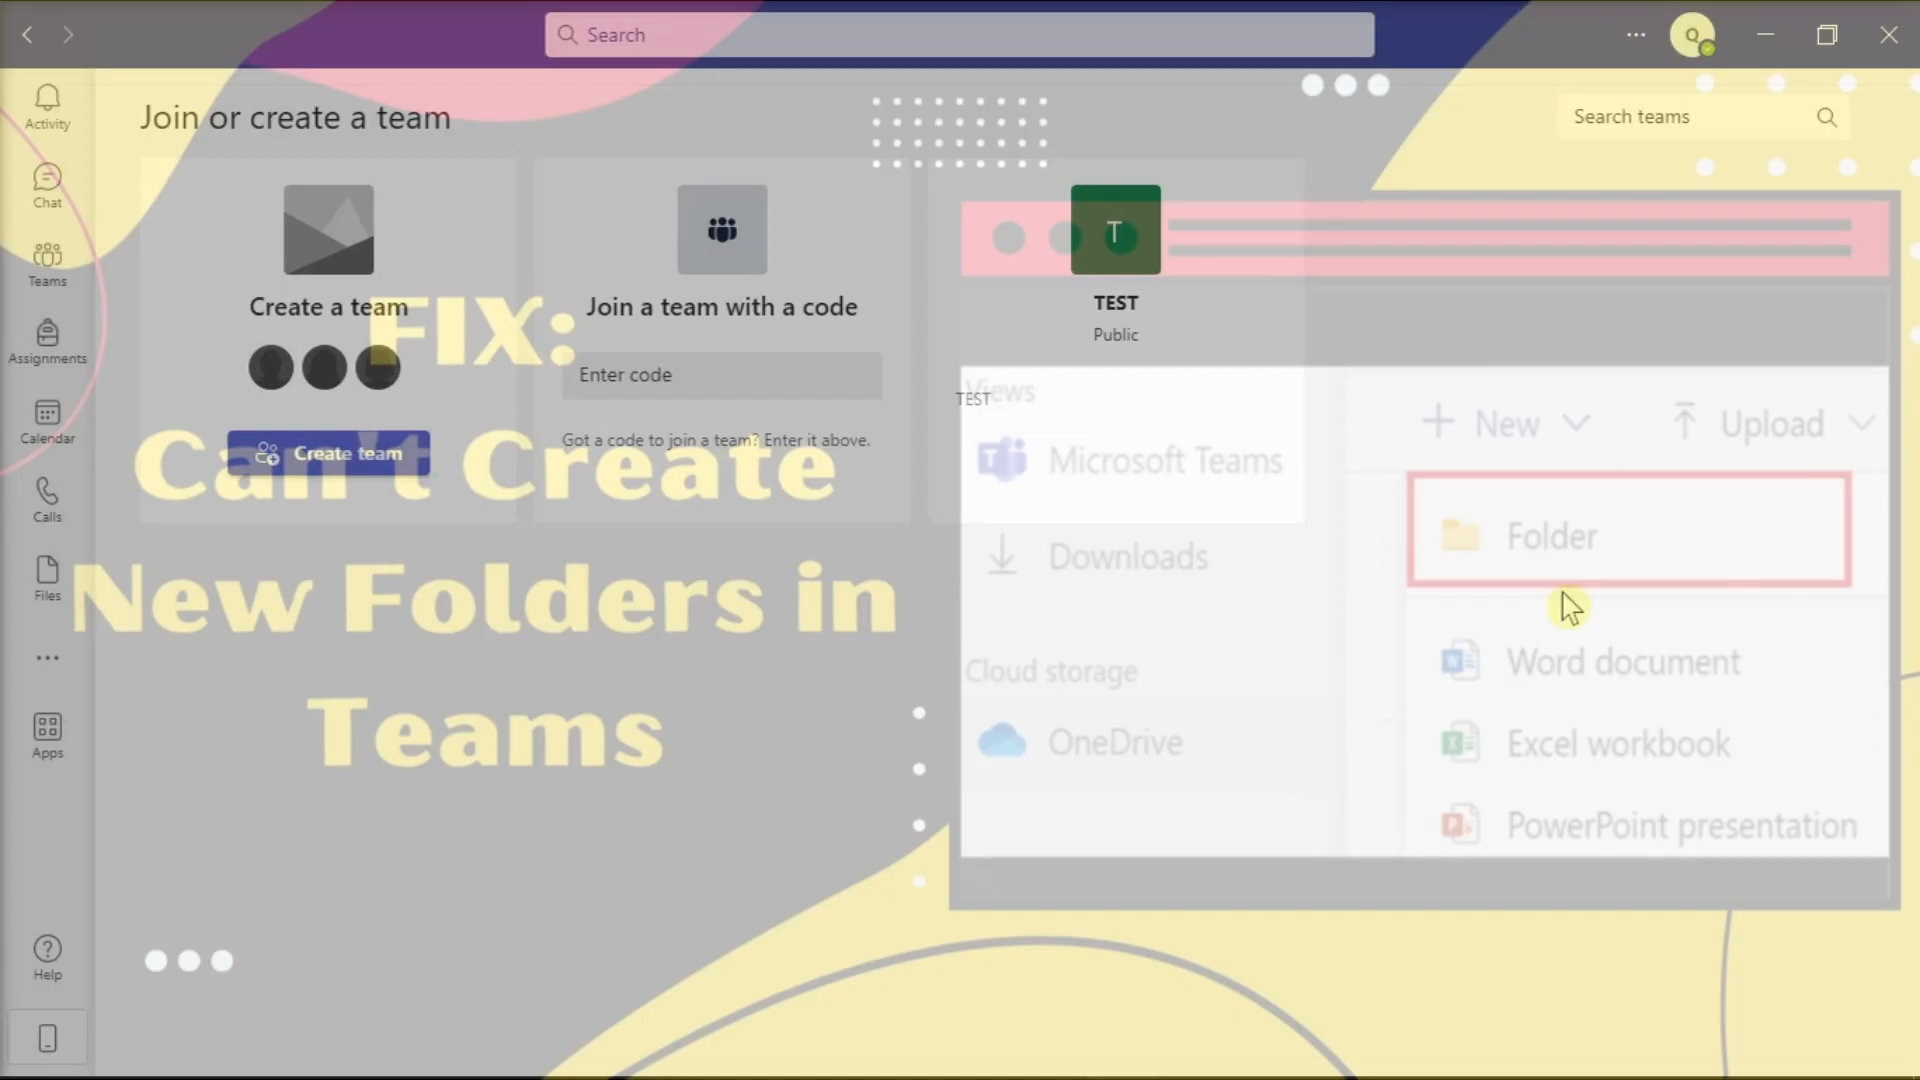 Search
Q
Activity
Chat
Teams
Assignments
Calendar
Calls
Files
Apps
Help
Join or create a team
Search teams
Create a team
Create team
Join a team with a code
Enter code
Got a code to join a team? Enter it above.
T
TEST
Public
TEST
FIX:
Can't Create
New Folders in
Teams
Views
Microsoft Teams
Downloads
Cloud storage
OneDrive
New
Upload
Folder
Word document
Excel workbook
PowerPoint presentation